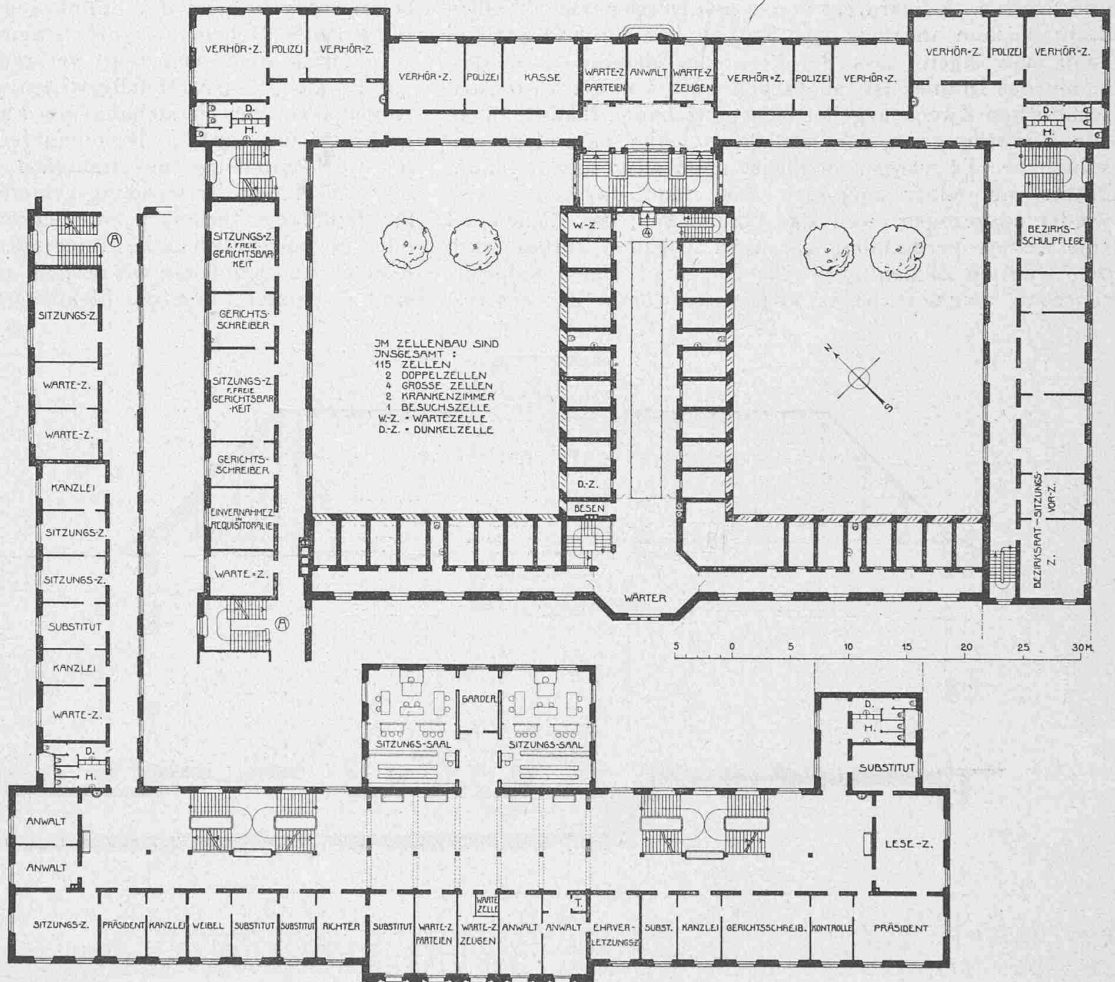 VERHÖR-Z.
POLIZEI
VERHÖR-Z.
VERHÖR-Z.
POLIZEI
KASSE
WARTE-Z.
PARTEIEN
ANWALT
WARTE-Z.
ZEUGEN
VERHÖR-Z.
POLIZEI
VERHÖR-Z.
VERHÖR-Z.
POLIZEI
VERHÖR-Z.
D.
H.
D.
H.
A
SITZUNGS-Z.
WARTE-Z.
WARTE-Z.
KANZLEI
SITZUNGS-Z.
SITZUNGS-Z.
SUBSTITUT
KANZLEI
WARTE-Z.
D.
H.
SITZUNGS-Z.
F. FREIE
GERICHTSBAR-
KEIT
GERICHTS-
SCHREIBER
SITZUNGS-Z.
F. FREIE
GERICHTSBAR
-KEIT
GERICHTS-
SCHREIBER
EINVERNAHMEZ.
REQUISITORALIE
WARTE-Z.
A
JM ZELLENBAU SIND
JNSGESAMT :
115 ZELLEN
2 DOPPELZELLEN
4 GROSSE ZELLEN
2 KRANKENZIMMER
1 BESUCHSZELLE
W.-Z. = WARTEZELLE
D.-Z. = DUNKELZELLE
W.-Z.
D.-Z.
BESEN
WÄRTER
N
S
BEZIRKS-
SCHULPFLEGE
BEZIRKSRAT-SITZUNGS-
Z.
VOR-Z.
5 0 5 10 15 20 25 30 M.
GARDER.
SITZUNGS-SAAL
SITZUNGS-SAAL
D.
H.
SUBSTITUT
ANWALT
ANWALT
LESE-Z.
SITZUNGS-Z.
PRÄSIDENT
KANZLEI
WEIBEL
SUBSTITUT
SUBSTITUT
RICHTER
SUBSTITUT
WARTE-Z
PARTEIEN
WARTE
ZELLE
WARTE-Z.
ZEUGEN
ANWALT
T.
ANWALT
EHRVER-
LETZUNGSZ.
SUBST.
KANZLEI
GERICHTSSCHREIB.
KONTROLLE
PRÄSIDENT